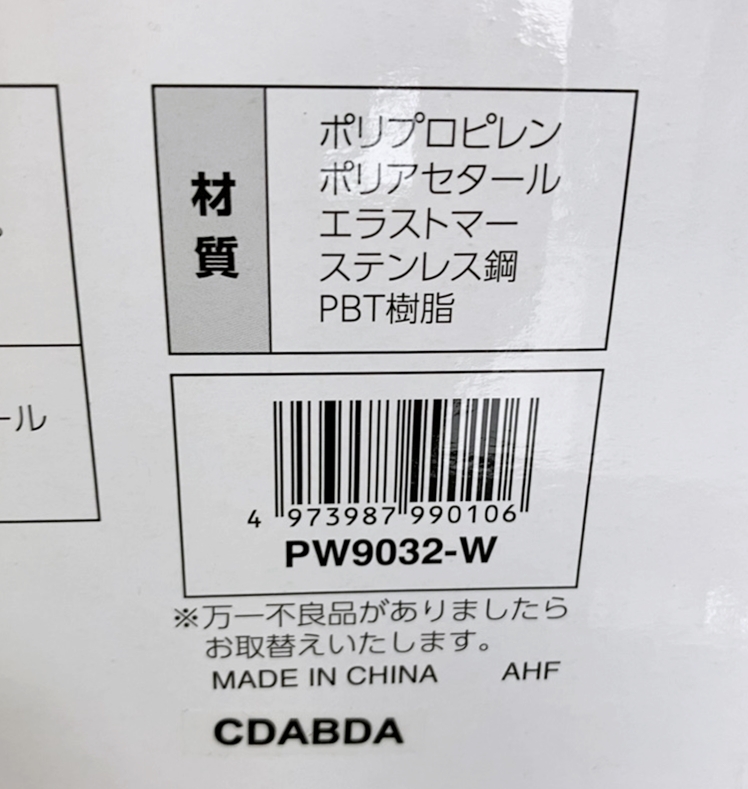 材質
ポリプロピレン
ポリアセタール
エラストマー
ステンレス鋼
PBT樹脂
ール
4 973987 990106
PW9032-W
※万一不良品がありましたら
お取替えいたします。
MADE IN CHINA AHF
CDABDA